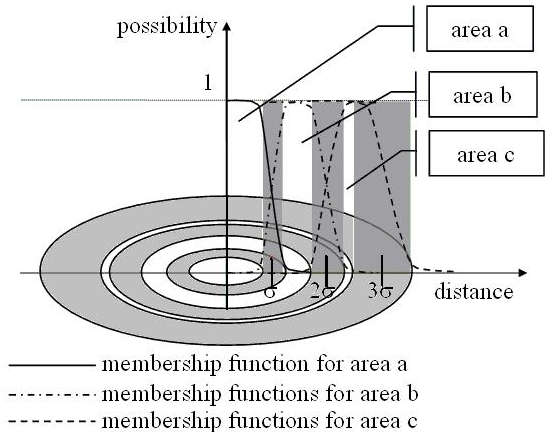 possibility
area a
1
area b
area c
σ 2σ 3σ distance
membership function for area a
membership functions for area b
membership functions for area c